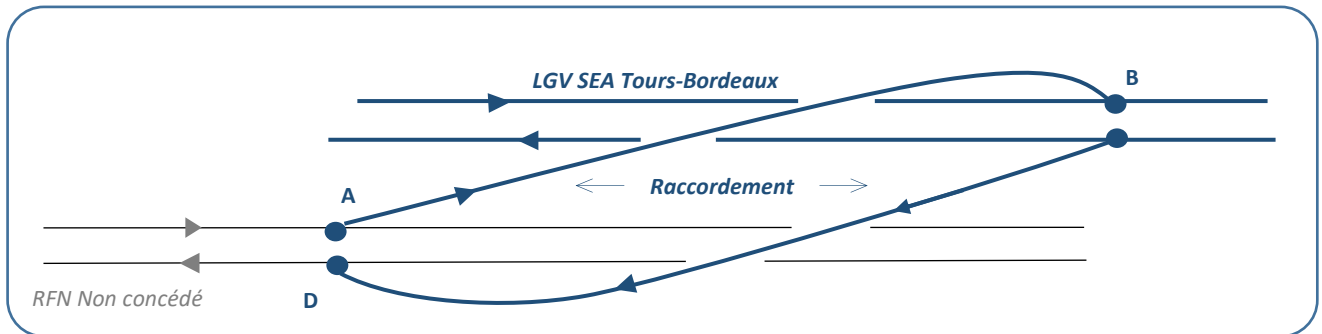 LGV SEA Tours-Bordeaux
B
A
Raccordement
RFN Non concédé
D